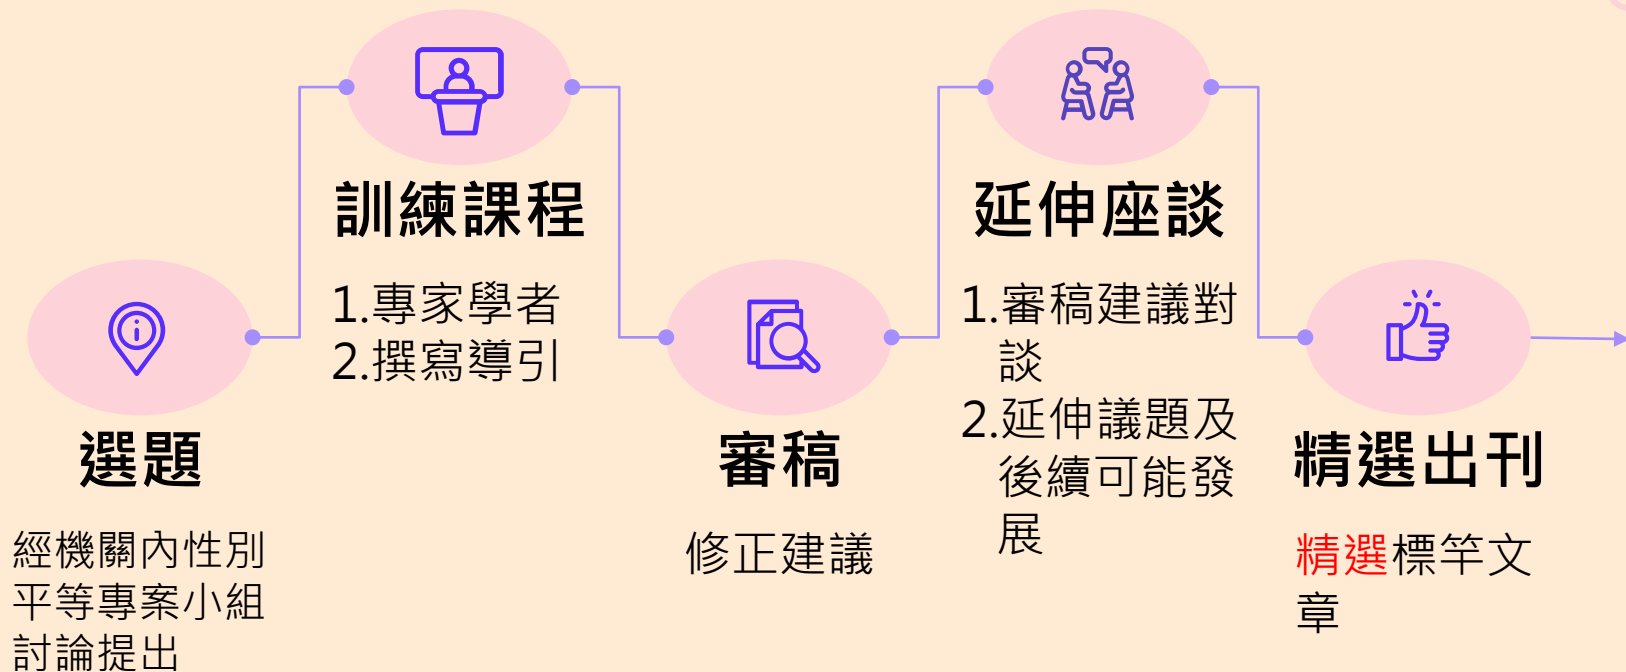 選題
經機關內性別
平等專案小組
討論提出
訓練課程
1.專家學者
2.撰寫導引
審稿
修正建議
延伸座談
1.審稿建議對
談
2.延伸議題及
後續可能發
展
精選出刊
精選標竿文
章